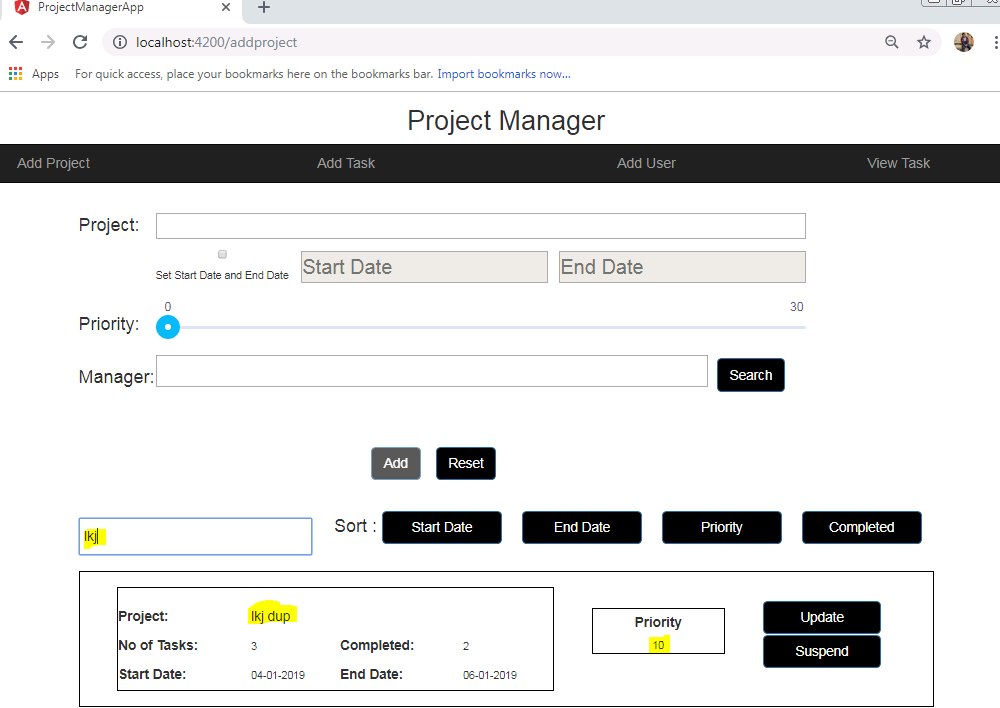 ProjectManagerApp
localhost:4200/addproject
Apps For quick access, place your bookmarks here on the bookmarks bar. Import bookmarks now...
Project Manager
Add Project Add Task Add User View Task
Project:
Set Start Date and End Date Start Date End Date
0 30
Priority:
Manager: Search
Add Reset
lkj Sort : Start Date End Date Priority Completed
Project: lkj dup
No of Tasks: 3 Completed: 2
Start Date: 04-01-2019 End Date: 06-01-2019
Priority
10
Update
Suspend